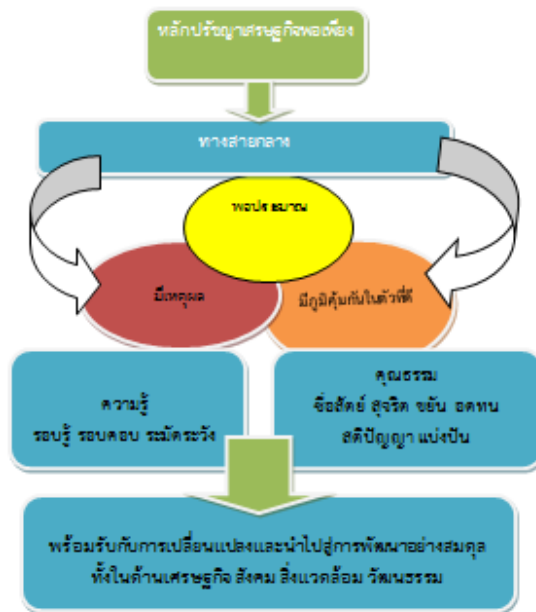 หลักปรัชญาเศรษฐกิจพอเพียง
ทางสายกลาง
พอประมาณ
มีเหตุผล
มีภูมิคุ้มกันในตัวที่ดี
ความรู้
รอบรู้ รอบคอบ ระมัดระวัง
คุณธรรม
ซื่อสัตย์ สุจริต ขยัน อดทน
สติปัญญา แบ่งปัน
พร้อมรับกับการเปลี่ยนแปลงและนำไปสู่การพัฒนาอย่างสมดุล
ทั้งในด้านเศรษฐกิจ สังคม สิ่งแวดล้อม วัฒนธรรม